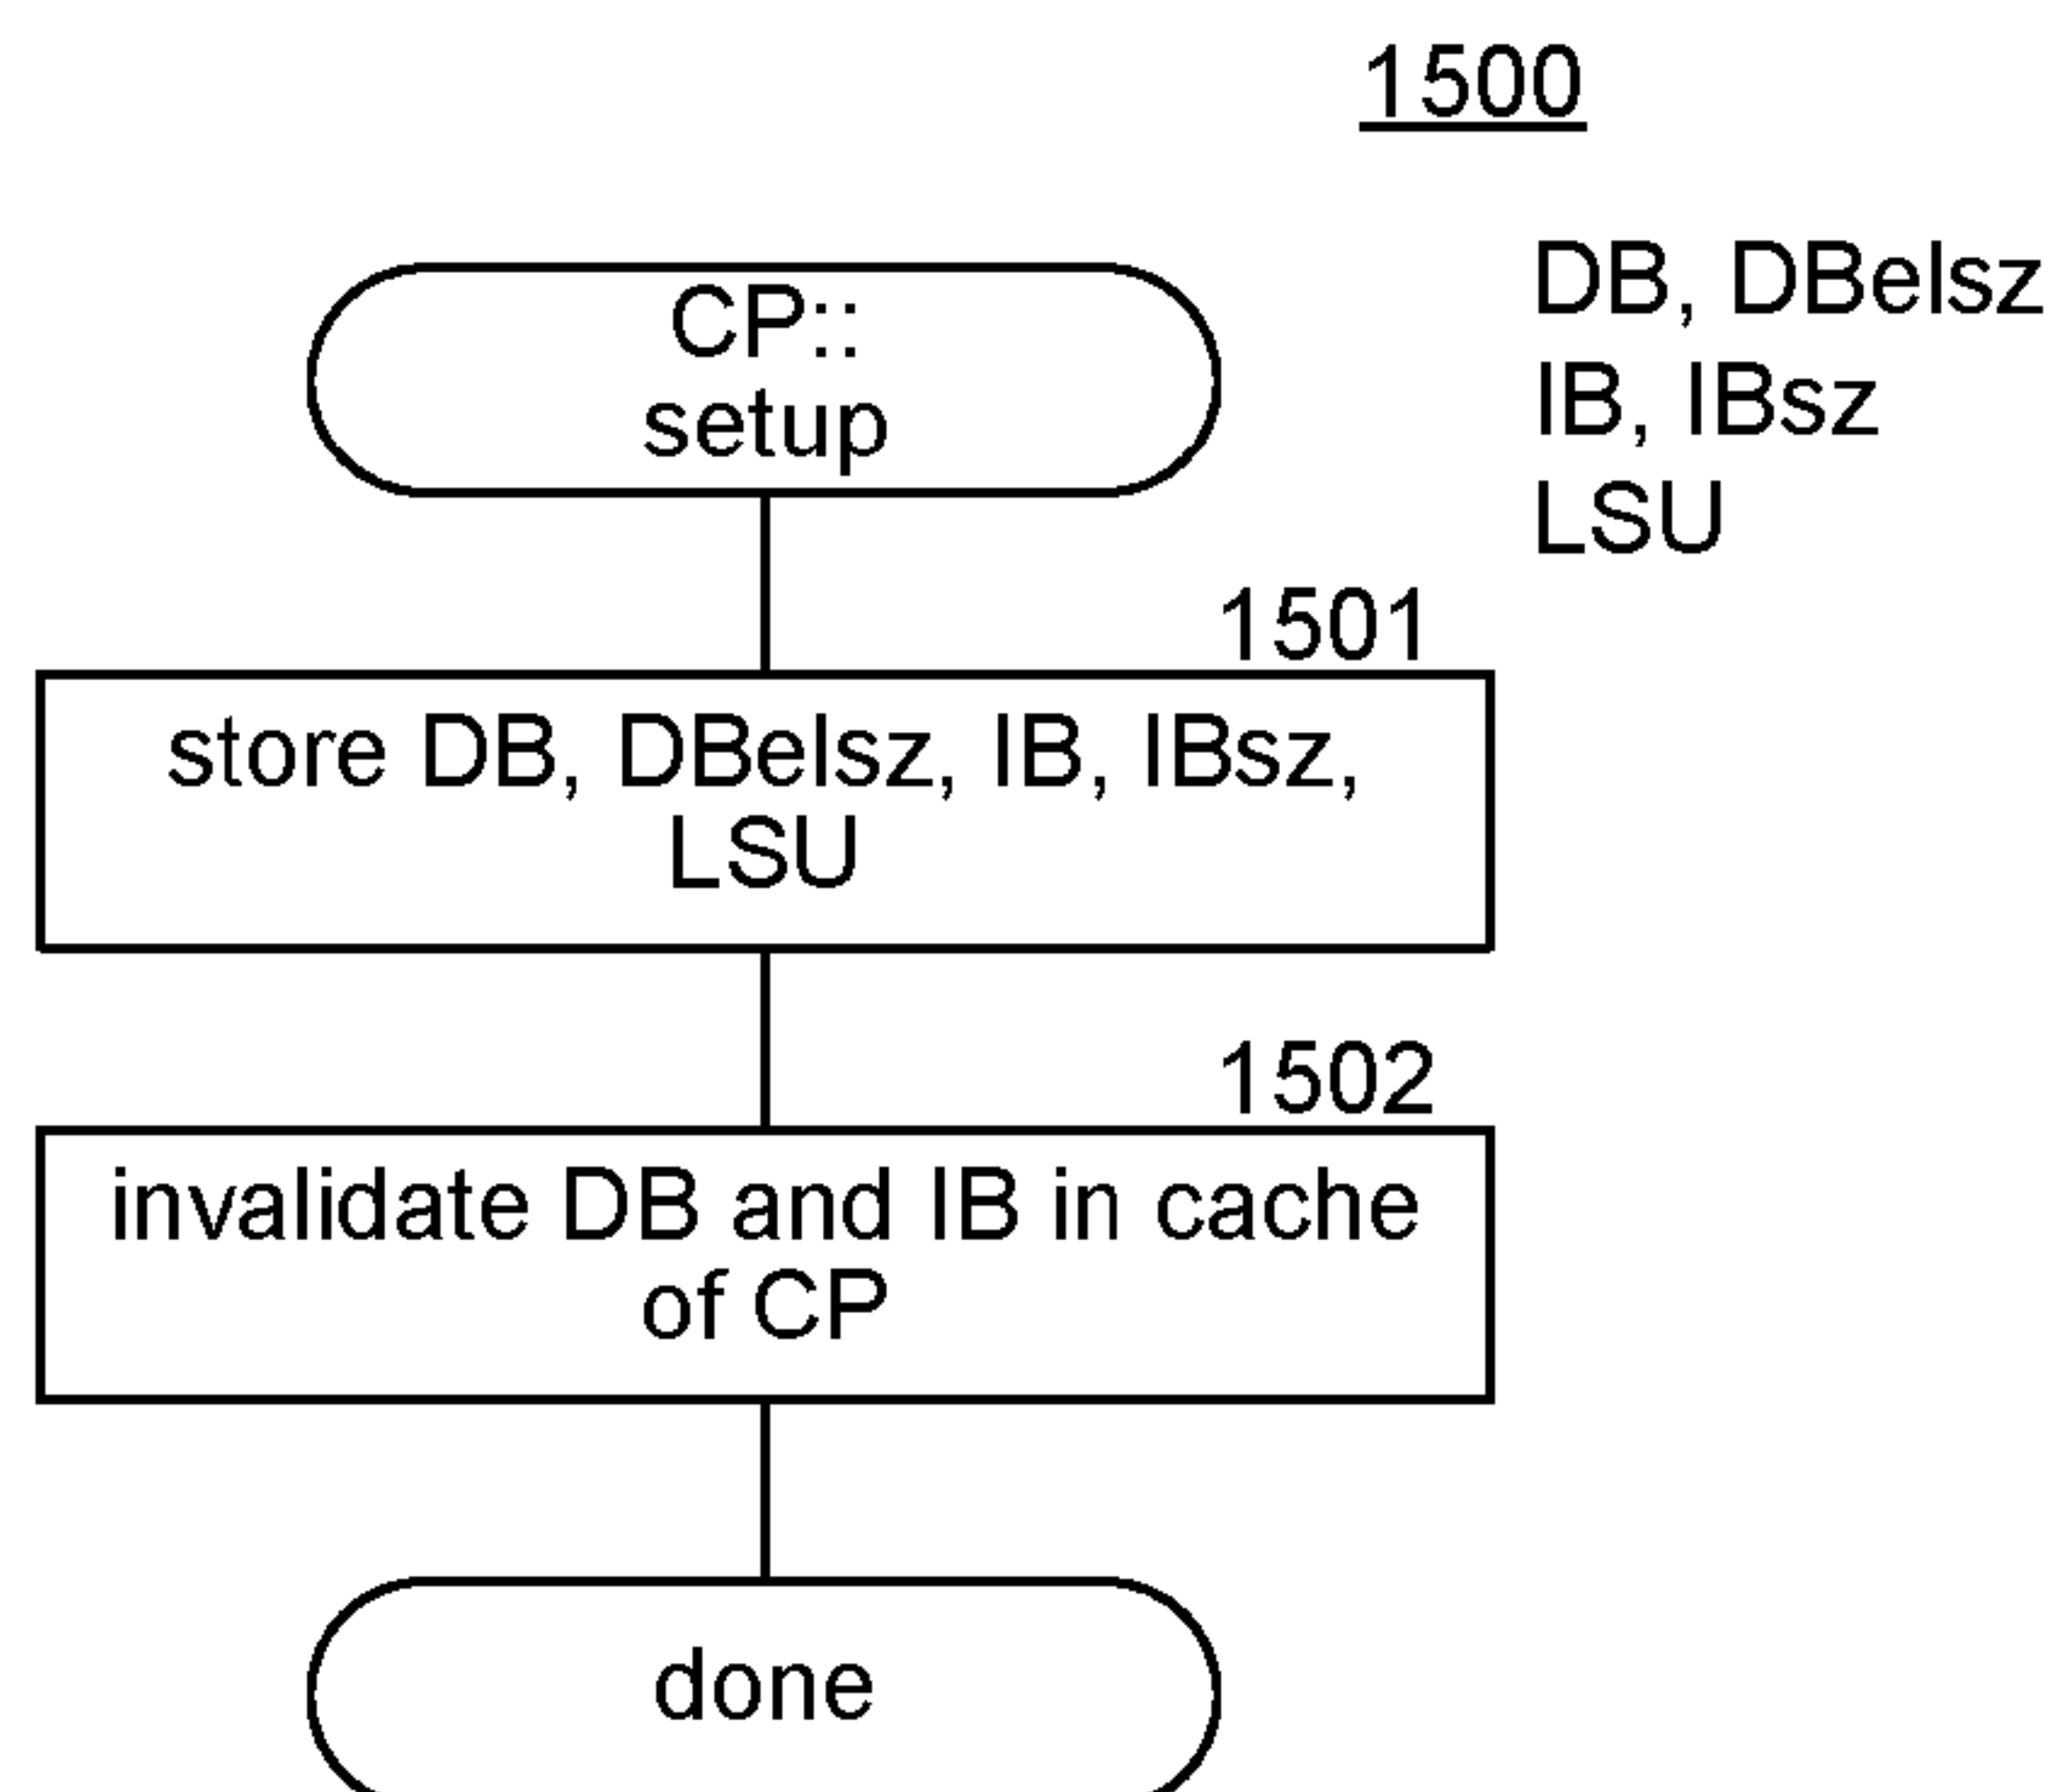 1500
CP::
setup
DB, DBelsz
IB, IBsz
LSU
1501
store DB, DBelsz, IB, IBsz,
LSU
1502
invalidate DB and IB in cache
of CP
done